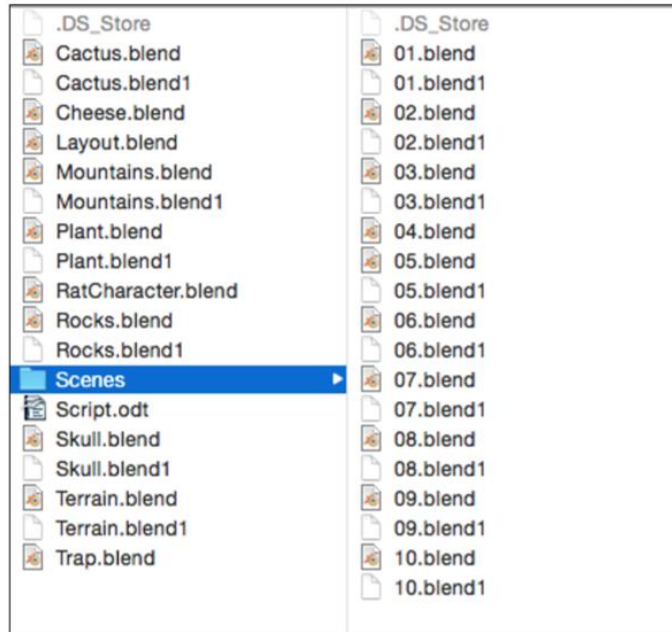 .DS_Store
Cactus.blend
Cactus.blend1
Cheese.blend
Layout.blend
Mountains.blend
Mountains.blend1
Plant.blend
Plant.blend1
RatCharacter.blend
Rocks.blend
Rocks.blend1
Scenes
Script.odt
Skull.blend
Skull.blend1
Terrain.blend
Terrain.blend1
Trap.blend
.DS_Store
01.blend
01.blend1
02.blend
02.blend1
03.blend
03.blend1
04.blend
05.blend
05.blend1
06.blend
06.blend1
07.blend
07.blend1
08.blend
08.blend1
09.blend
09.blend1
10.blend
10.blend1